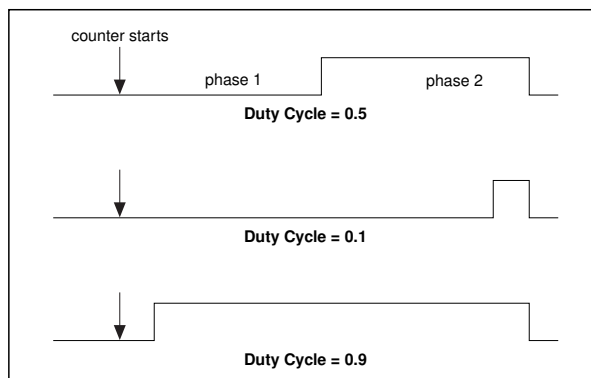 counter starts
phase 1
phase 2
Duty Cycle = 0.5
Duty Cycle = 0.1
Duty Cycle = 0.9